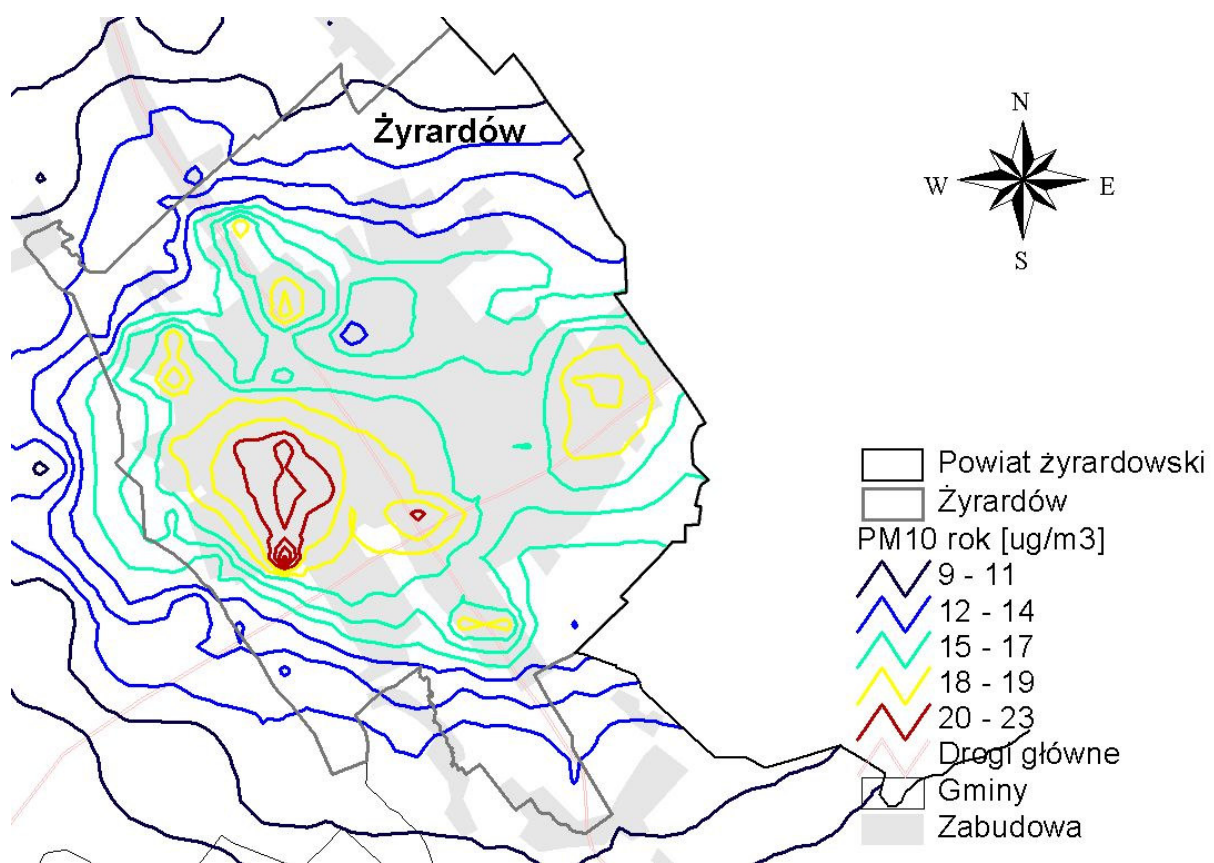 Żyrardów
N
W
E
S
Powiat żyrardowski
Żyrardów
PM10 rok [ug/m3]
9 - 11
12 - 14
15 - 17
18 - 19
20 - 23
Drogi główne
Gminy
Zabudowa